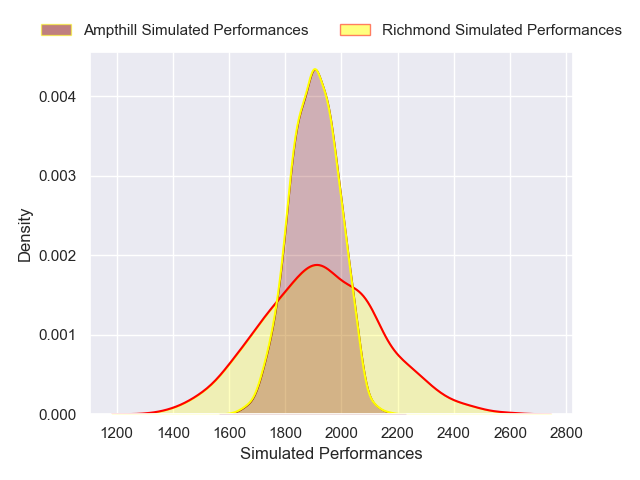 Ampthill Simulated Performances Richmond Simulated Performances
0.004
0.003
0.002
0.001
0.000
Density
1200 1400 1600 1800 2000 2200 2400 2600 2800
Simulated Performances